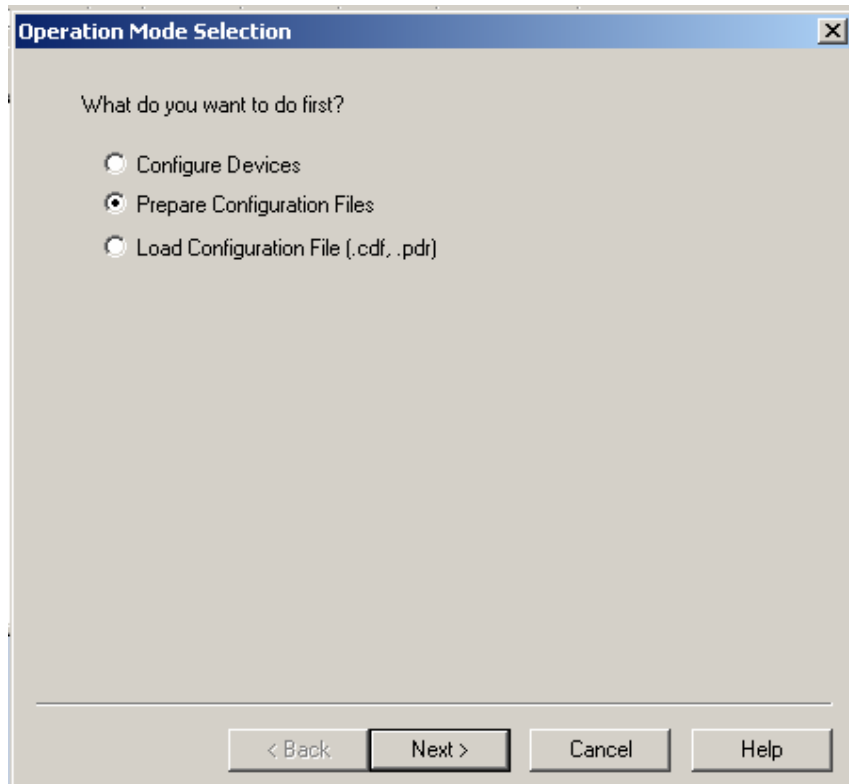 Operation Mode Selection
What do you want to do first?
Configure Devices
Prepare Configuration Files
Load Configuration File (.cdf, .pdr)
< Back Next > Cancel Help